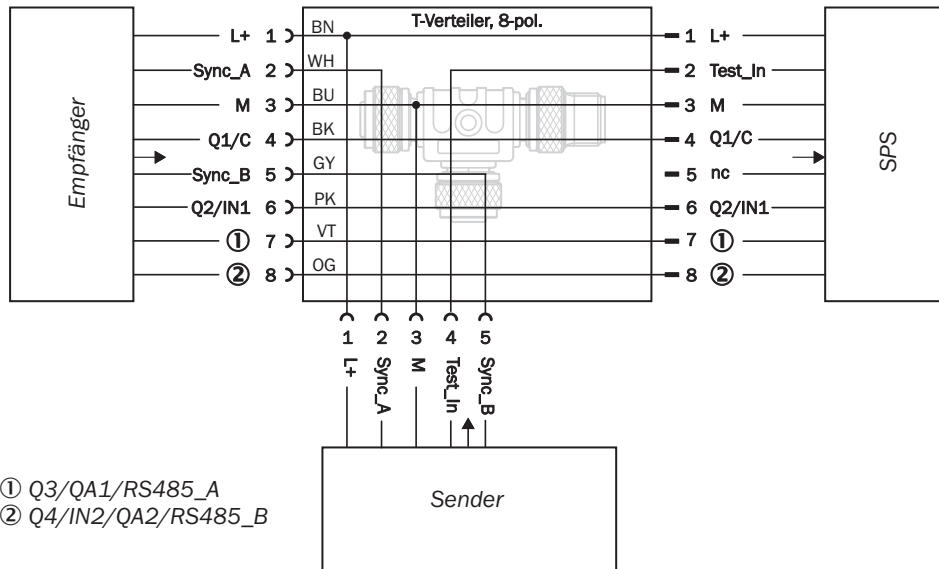 T-Verteiler, 8-pol.
Empfänger
SPS
L+ 1 BN 1 L+
Sync_A 2 WH 2 Test_In
M 3 BU 3 M
Q1/C 4 BK 4 Q1/C
Sync_B 5 GY 5 nc
Q2/IN1 6 PK 6 Q2/IN1
① 7 VT 7 ①
② 8 OG 8 ②
1 2 3 4 5
L+ Sync_A M Test_In Sync_B
Sender
① Q3/QA1/RS485_A
② Q4/IN2/QA2/RS485_B